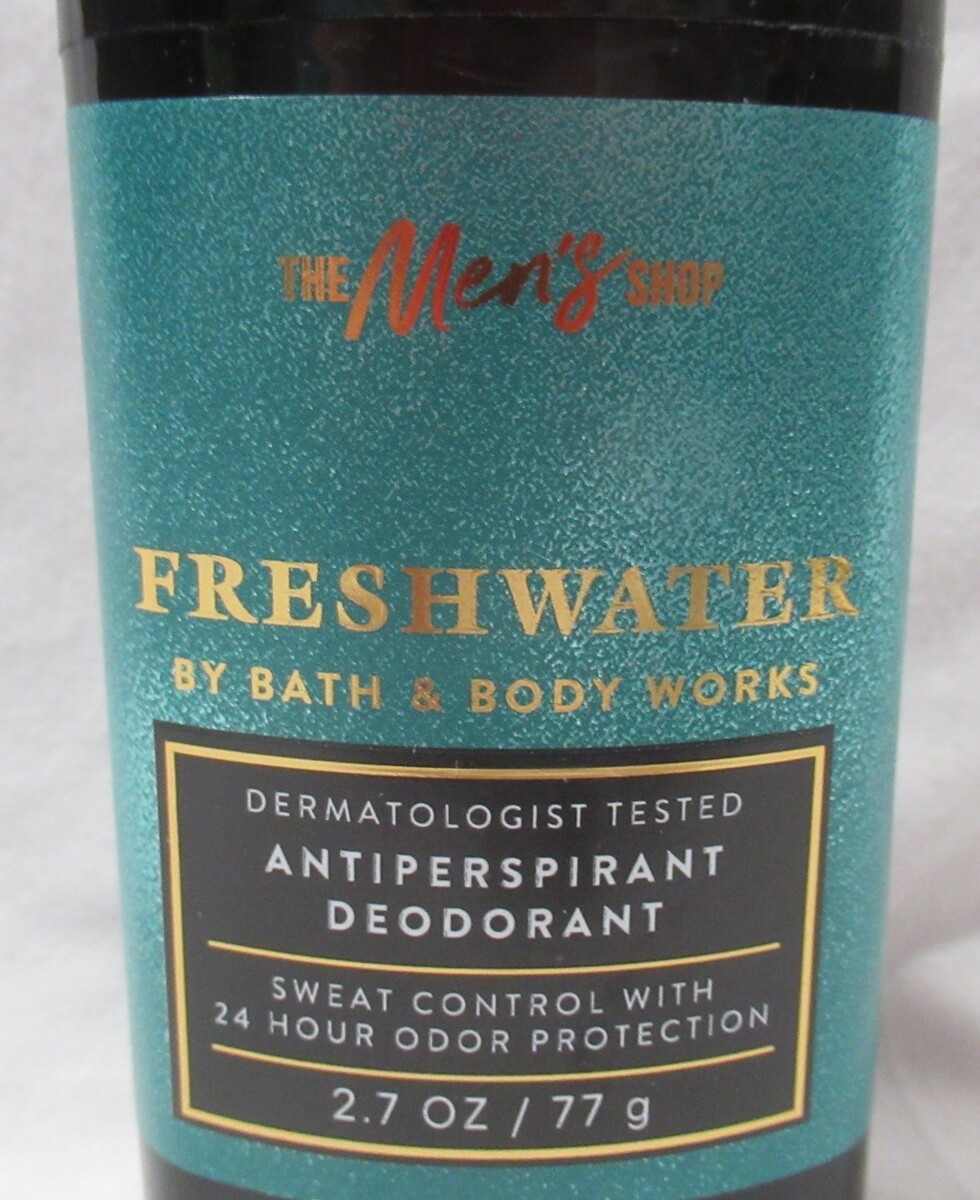 THE Men's SHOP
FRESHWATER
BY BATH & BODY WORKS
DERMATOLOGIST TESTED
ANTIPERSPIRANT
DEODORANT
SWEAT CONTROL WITH
24 HOUR ODOR PROTECTION
2.7 OZ / 77 g